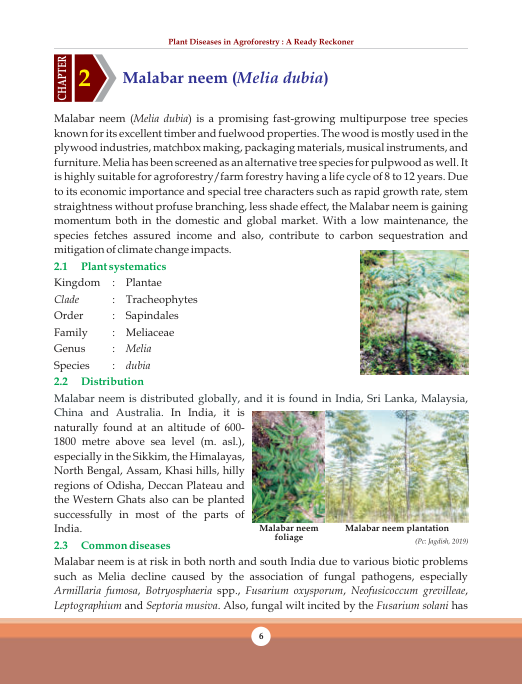 Plant Diseases in Agroforestry : A Ready Reckoner
CHAPTER
2
Malabar neem (Melia dubia)
Malabar neem (Melia dubia) is a promising fast-growing multipurpose tree species
known for its excellent timber and fuelwood properties. The wood is mostly used in the
plywood industries, matchbox making, packaging materials, musical instruments, and
furniture. Melia has been screened as an alternative tree species for pulpwood as well. It
is highly suitable for agroforestry/farm forestry having a life cycle of 8 to 12 years. Due
to its economic importance and special tree characters such as rapid growth rate, stem
straightness without profuse branching, less shade effect, the Malabar neem is gaining
momentum both in the domestic and global market. With a low maintenance, the
species fetches assured income and also, contribute to carbon sequestration and
mitigation of climate change impacts.
2.1 Plant systematics
Kingdom : Plantae
Clade : Tracheophytes
Order : Sapindales
Family : Meliaceae
Genus : Melia
Species : dubia
2.2 Distribution
Malabar neem is distributed globally, and it is found in India, Sri Lanka, Malaysia,
China and Australia. In India, it is
naturally found at an altitude of 600-
1800 metre above sea level (m. asl.),
especially in the Sikkim, the Himalayas,
North Bengal, Assam, Khasi hills, hilly
regions of Odisha, Deccan Plateau and
the Western Ghats also can be planted
successfully in most of the parts of
India.
Malabar neem
foliage
Malabar neem plantation
(Pc: Jagdish, 2019)
2.3 Common diseases
Malabar neem is at risk in both north and south India due to various biotic problems
such as Melia decline caused by the association of fungal pathogens, especially
Armillaria fumosa, Botryosphaeria spp., Fusarium oxysporum, Neofusicoccum grevilleae,
Leptographium and Septoria musiva. Also, fungal wilt incited by the Fusarium solani has
6